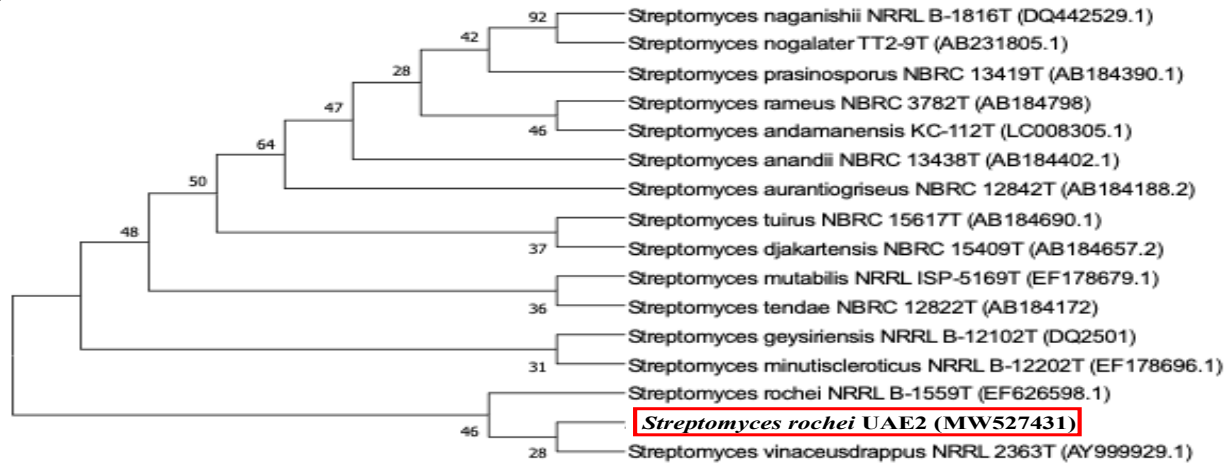 92
Streptomyces naganishii NRRL B-1816T (DQ442529.1)
42
Streptomyces nogalater TT2-9T (AB231805.1)
28
Streptomyces prasinosporus NBRC 13419T (AB184390.1)
47
Streptomyces rameus NBRC 3782T (AB184798)
46
Streptomyces andamanensis KC-112T (LC008305.1)
64
Streptomyces anandii NBRC 13438T (AB184402.1)
50
Streptomyces aurantiogriseus NBRC 12842T (AB184188.2)
48
Streptomyces tuirus NBRC 15617T (AB184690.1)
37
Streptomyces djakartensis NBRC 15409T (AB184657.2)
Streptomyces mutabilis NRRL ISP-5169T (EF178679.1)
36
Streptomyces tendae NBRC 12822T (AB184172)
Streptomyces geysiriensis NRRL B-12102T (DQ2501)
31
Streptomyces minutiscleroticus NRRL B-12202T (EF178696.1)
Streptomyces rochei NRRL B-1559T (EF626598.1)
46
Streptomyces rochei UAE2 (MW527431)
28
Streptomyces vinaceusdrappus NRRL 2363T (AY999929.1)